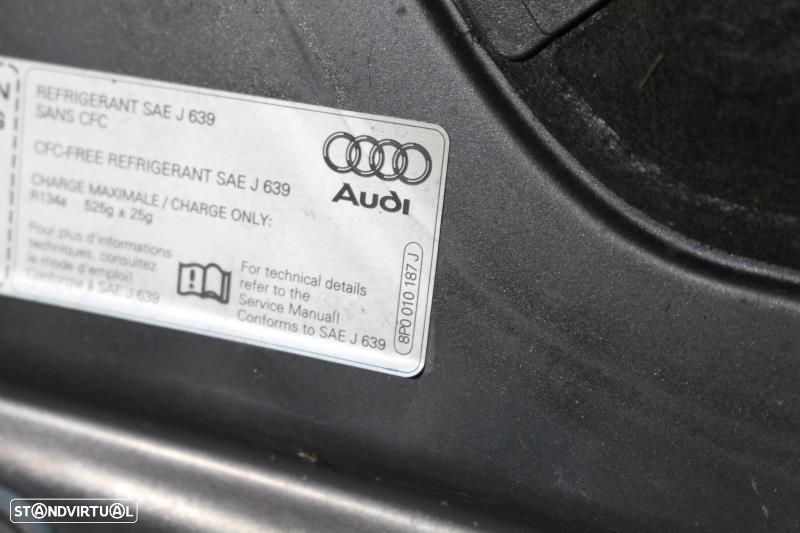 N
REFRIGERANT SAE J 639
SANS CFC
CFC-FREE REFRIGERANT SAE J 639
CHARGE MAXIMALE / CHARGE ONLY:
R134a 525g ± 25g
Pour plus d'informations
techniques, consultez
le mode d'emploi!
Conforme à SAE J 639
For technical details
refer to the
Service Manual!
Conforms to SAE J 639
Audi
8P0 010 187 J
STANDVIRTUAL